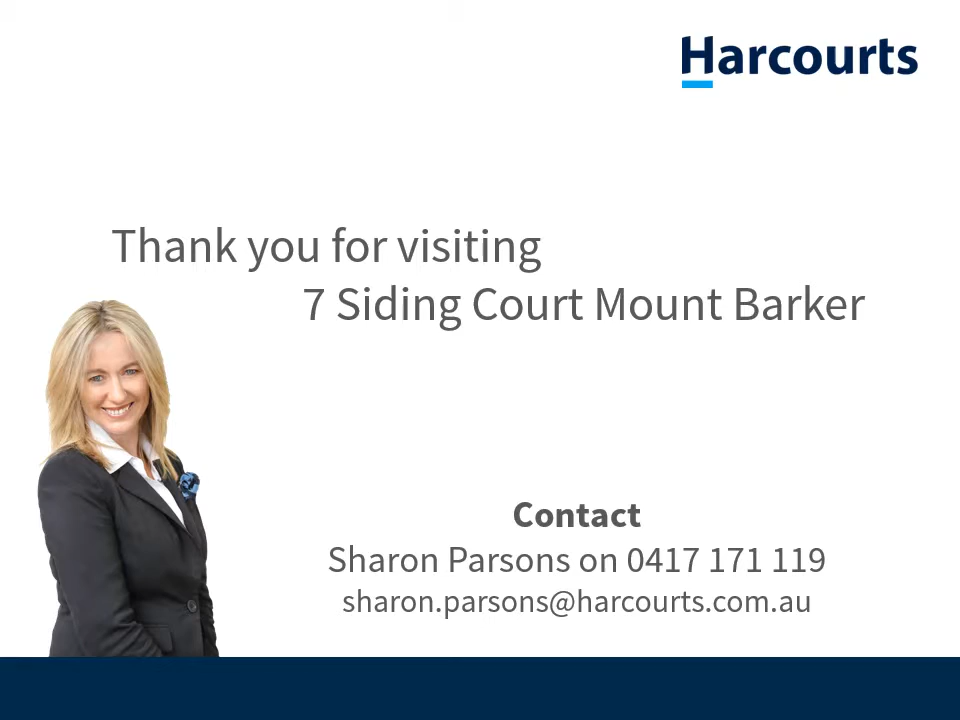 Harcourts
Thank you for visiting
7 Siding Court Mount Barker
Contact
Sharon Parsons on 0417 171 119
sharon.parsons@harcourts.com.au